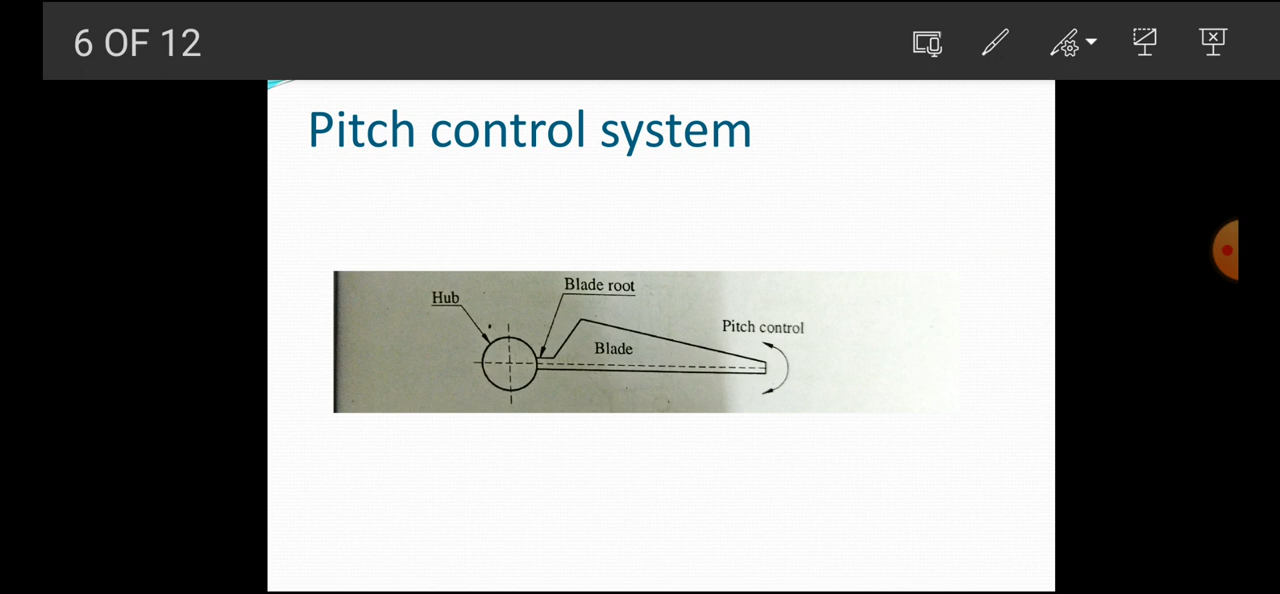 6 OF 12
Pitch control system
Hub
Blade root
Pitch control
Blade